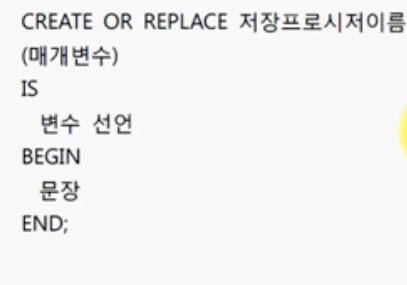 CREATE OR REPLACE 저장프로시저이름
(매개변수)
IS
변수 선언
BEGIN
문장
END;